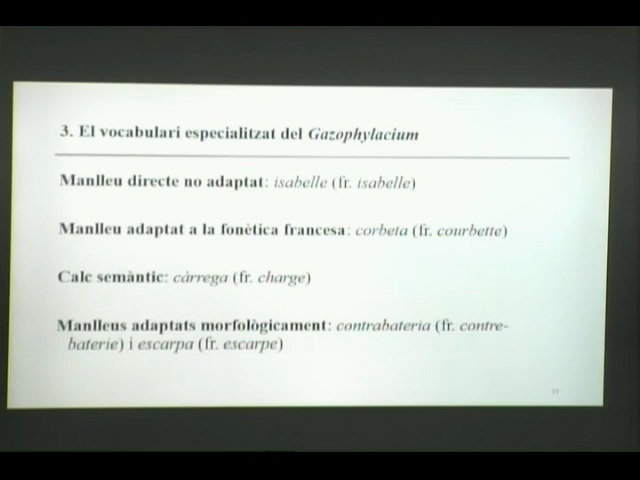 3. El vocabulari especialitzat del Gazophylacium
Manlleu directe no adaptat: isabelle (fr. isabelle)
Manlleu adaptat a la fonètica francesa: corbeta (fr. courbette)
Calc semàntic: càrrega (fr. charge)
Manlleus adaptats morfològicament: contrabateria (fr. contre-
baterie) i escarpa (fr. escarpe)